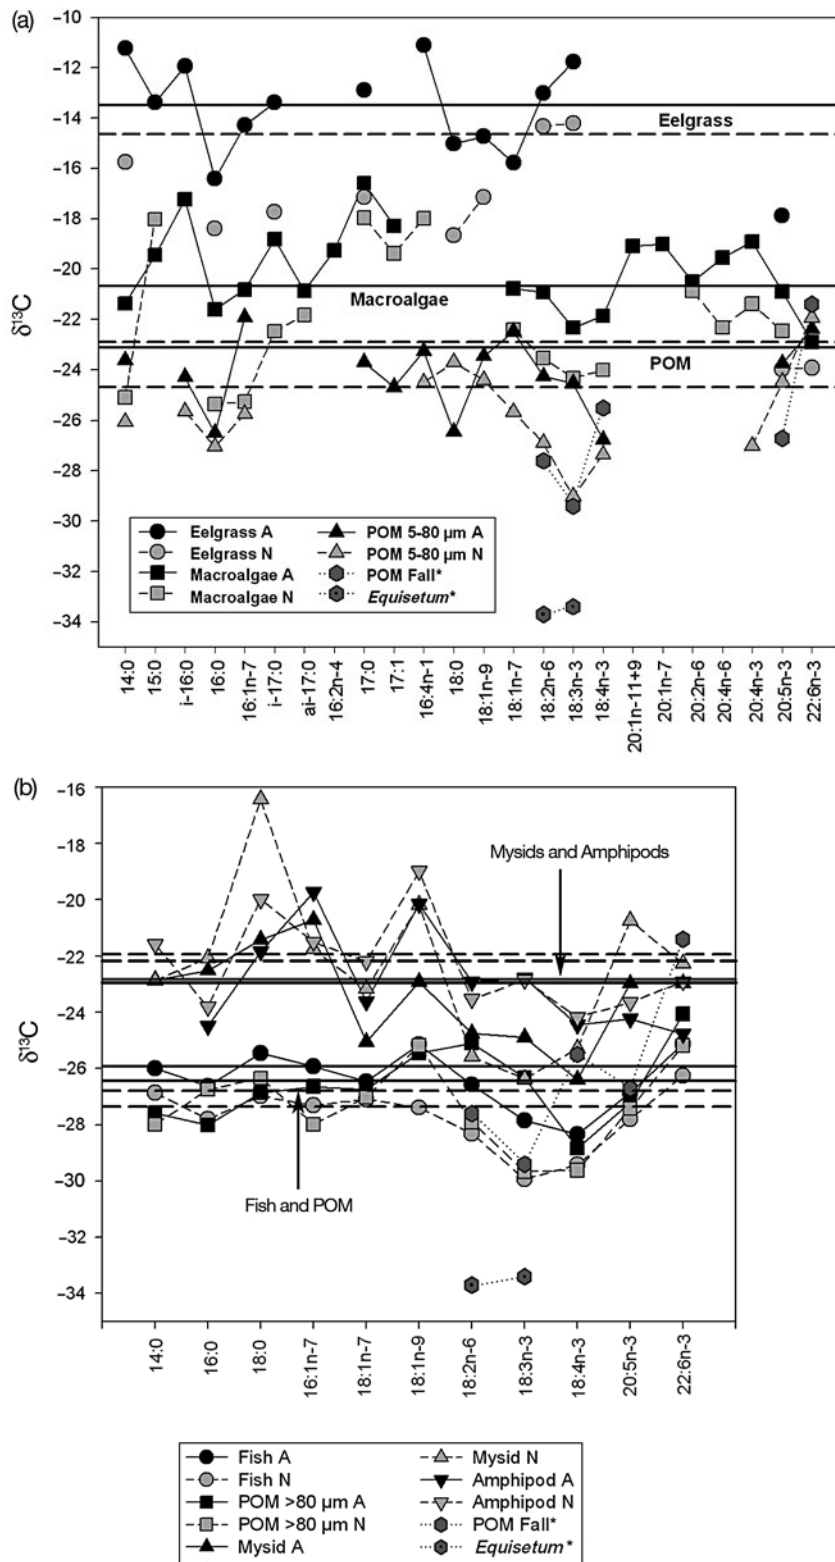 (a)
−10
−12
−14
−16
−18
−20
−22
−24
−26
−28
−30
−32
−34
δ¹³C
Eelgrass
Macroalgae
POM
Eelgrass A
Eelgrass N
Macroalgae A
Macroalgae N
POM 5-80 µm A
POM 5-80 µm N
POM Fall*
Equisetum*
14:0
15:0
i-16:0
16:0
16:1n-7
i-17:0
ai-17:0
16:2n-4
17:0
17:1
16:4n-1
18:0
18:1n-9
18:1n-7
18:2n-6
18:3n-3
18:4n-3
20:1n-11+9
20:1n-7
20:2n-6
20:4n-6
20:4n-3
20:5n-3
22:6n-3
(b)
−16
−18
−20
−22
−24
−26
−28
−30
−32
−34
δ¹³C
Mysids and Amphipods
Fish and POM
14:0
16:0
18:0
16:1n-7
18:1n-7
18:1n-9
18:2n-6
18:3n-3
18:4n-3
20:5n-3
22:6n-3
Fish A
Fish N
POM >80 µm A
POM >80 µm N
Mysid A
Mysid N
Amphipod A
Amphipod N
POM Fall*
Equisetum*